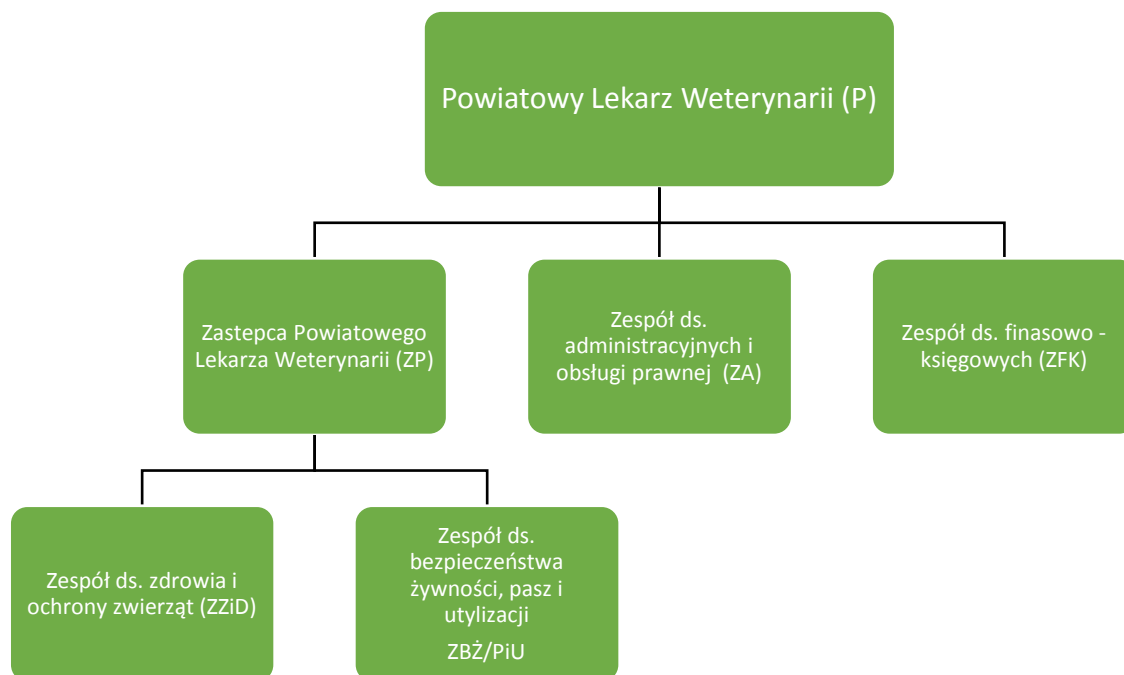 Powiatowy Lekarz Weterynarii (P)
Zastepca Powiatowego
Lekarza Weterynarii (ZP)
Zespół ds.
administracyjnych i
obsługi prawnej  (ZA)
Zespół ds. finasowo -
księgowych (ZFK)
Zespół ds. zdrowia i
ochrony zwierząt (ZZiD)
Zespół ds.
bezpieczeństwa
żywności, pasz i
utylizacji
ZBŻ/PiU